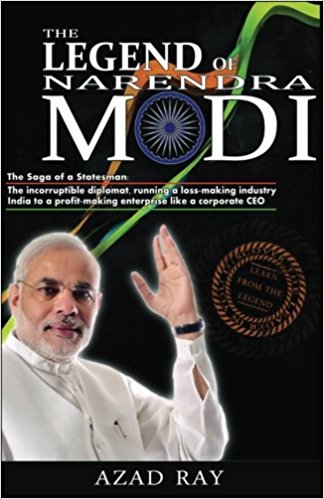 THE
LEGEND OF
NARENDRA
MODI
The Saga of a Statesman:
The incorruptible diplomat, running a loss-making industry
India to a profit-making enterprise like a corporate CEO
LEARN
FROM THE
LEGEND
AZAD RAY